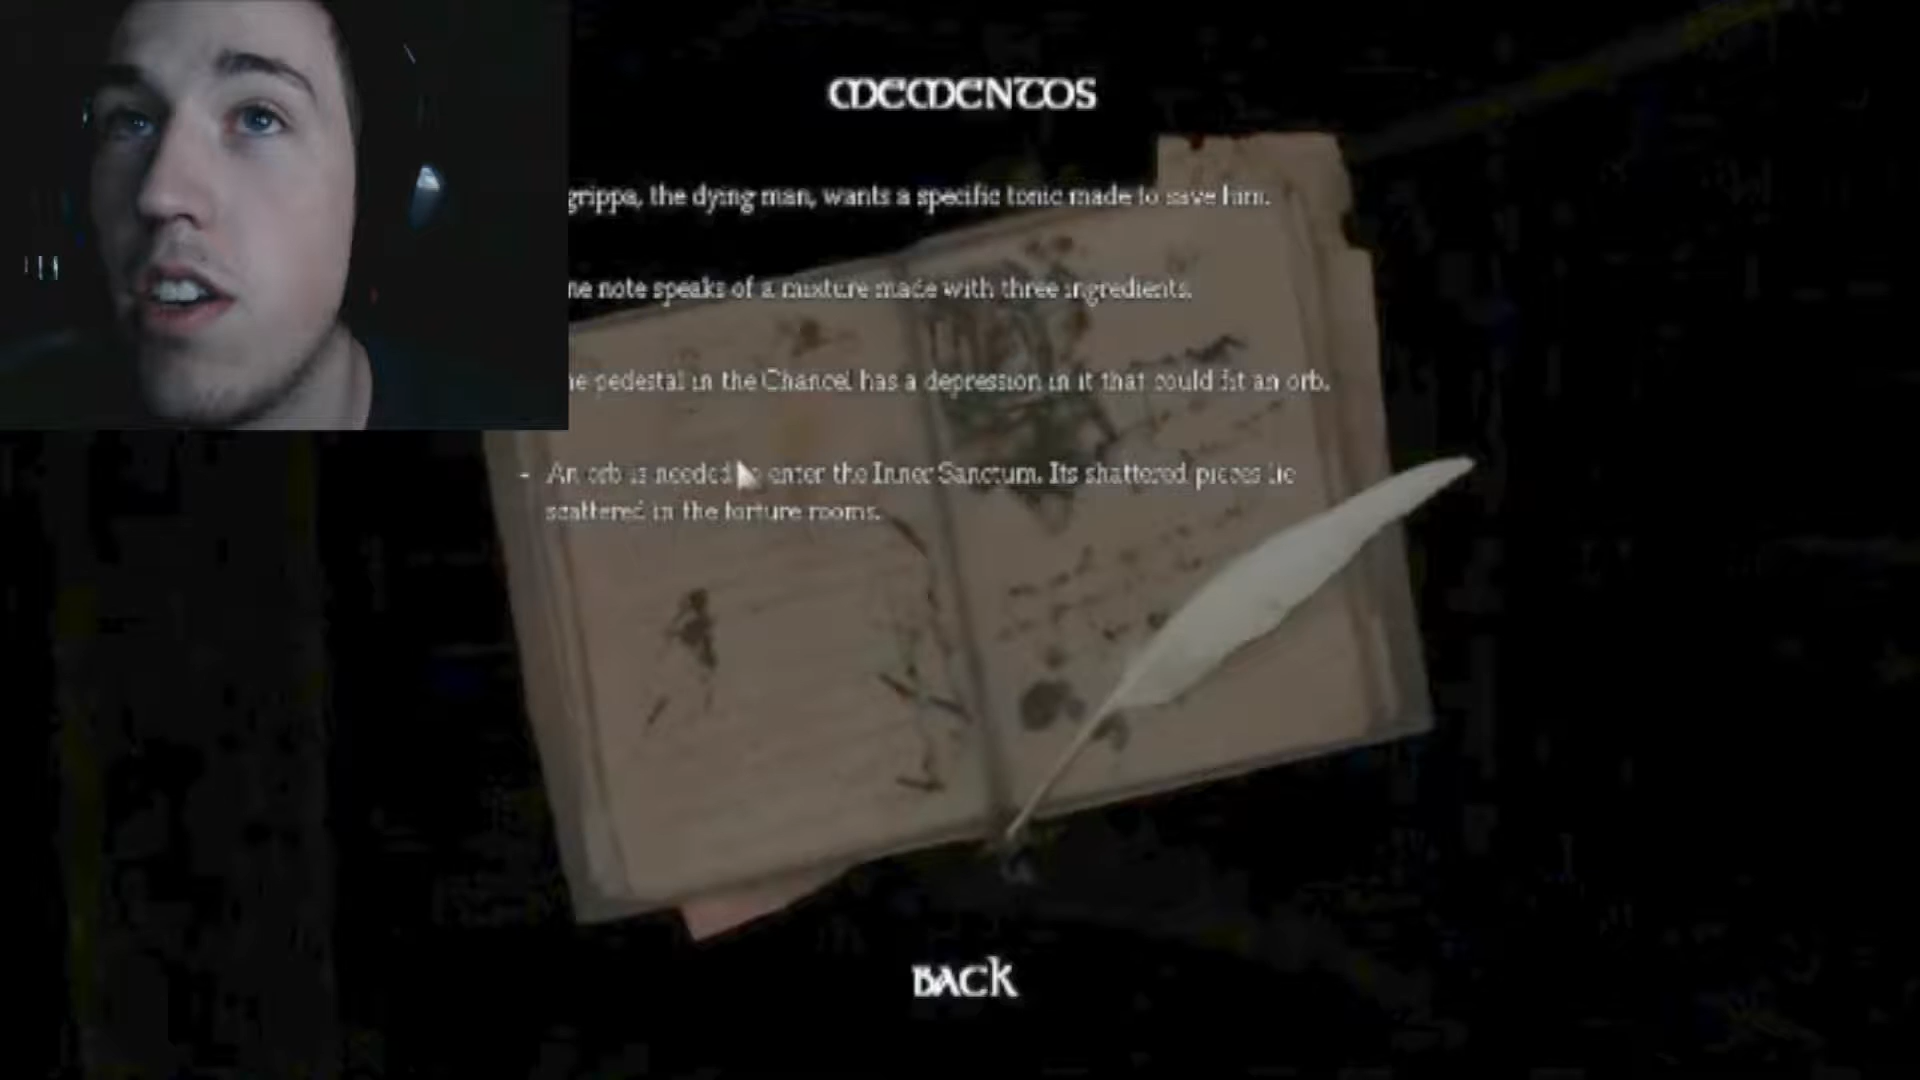 MEMENTOS
grippa, the dying man, wants a specific tonic made to save him.
ne note speaks of a mixture made with three ingredients.
he pedestal in the Chancel has a depression in it that could fit an orb.
- An orb is needed to enter the Inner Sanctum. Its shattered pieces lie
scattered in the torture rooms.
BACK